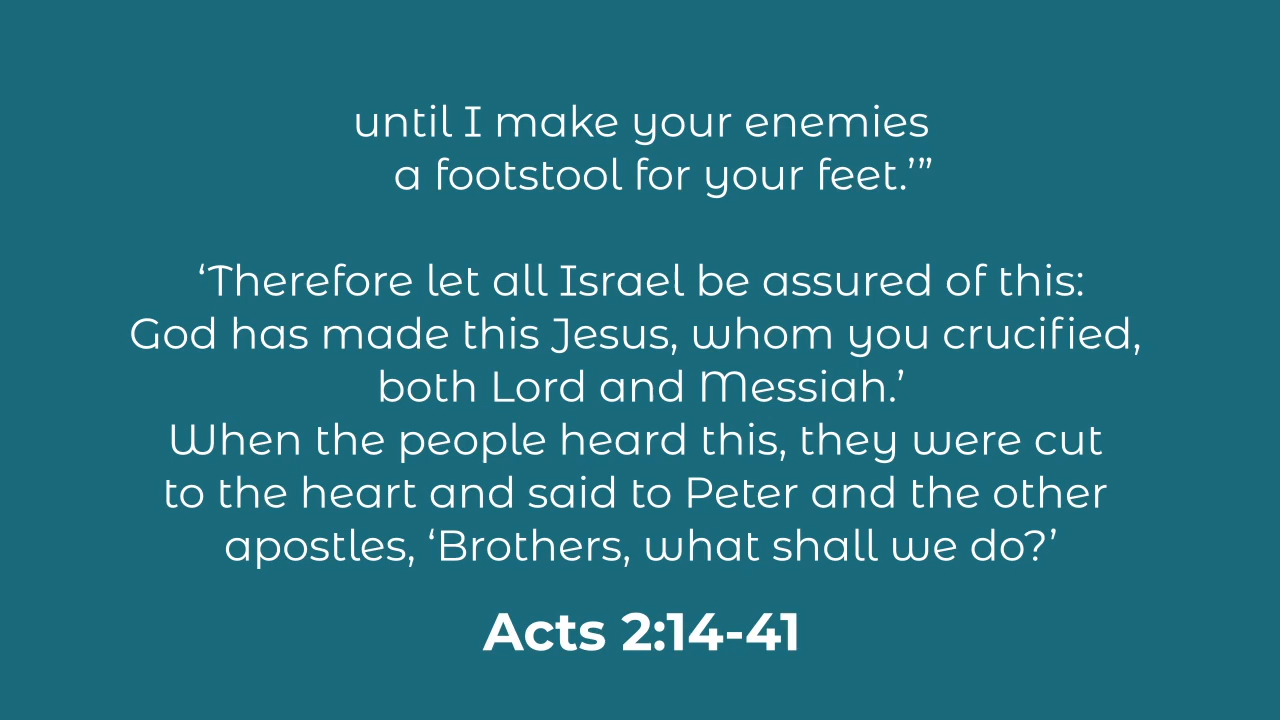 until I make your enemies
a footstool for your feet.’”
‘Therefore let all Israel be assured of this:
God has made this Jesus, whom you crucified,
both Lord and Messiah.’
When the people heard this, they were cut
to the heart and said to Peter and the other
apostles, ‘Brothers, what shall we do?’
Acts 2:14-41